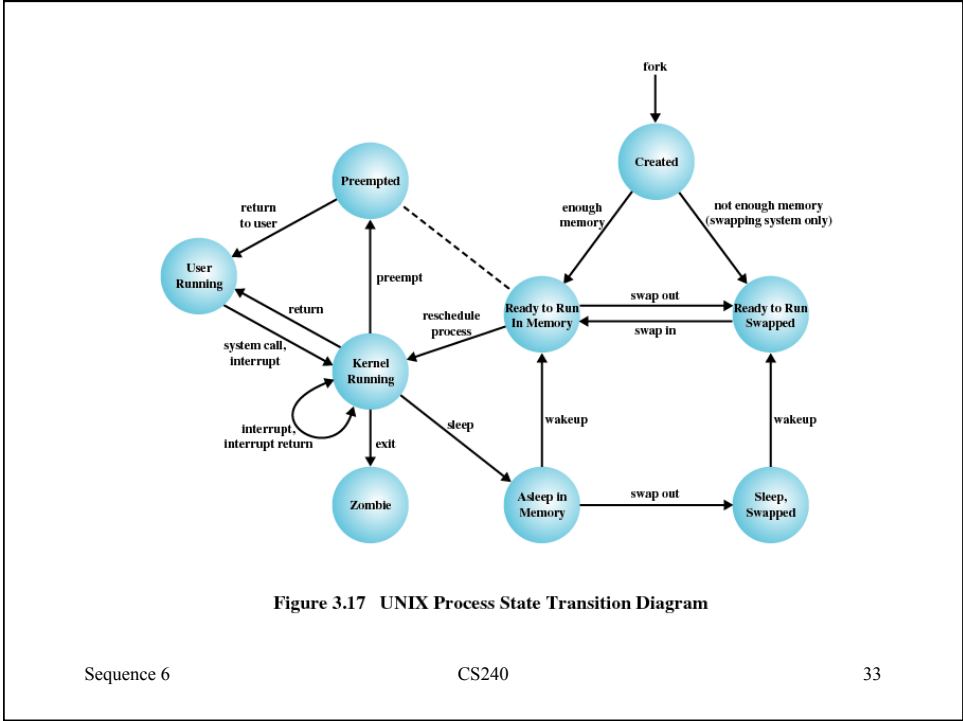 fork
Created
Preempted
enough
memory
not enough memory
(swapping system only)
return
to user
User
Running
preempt
return
reschedule
process
Ready to Run
In Memory
swap out
swap in
Ready to Run
Swapped
system call,
interrupt
Kernel
Running
interrupt,
interrupt return
exit
sleep
wakeup
wakeup
Zombie
Asleep in
Memory
swap out
Sleep,
Swapped
Figure 3.17 UNIX Process State Transition Diagram
Sequence 6
CS240
33